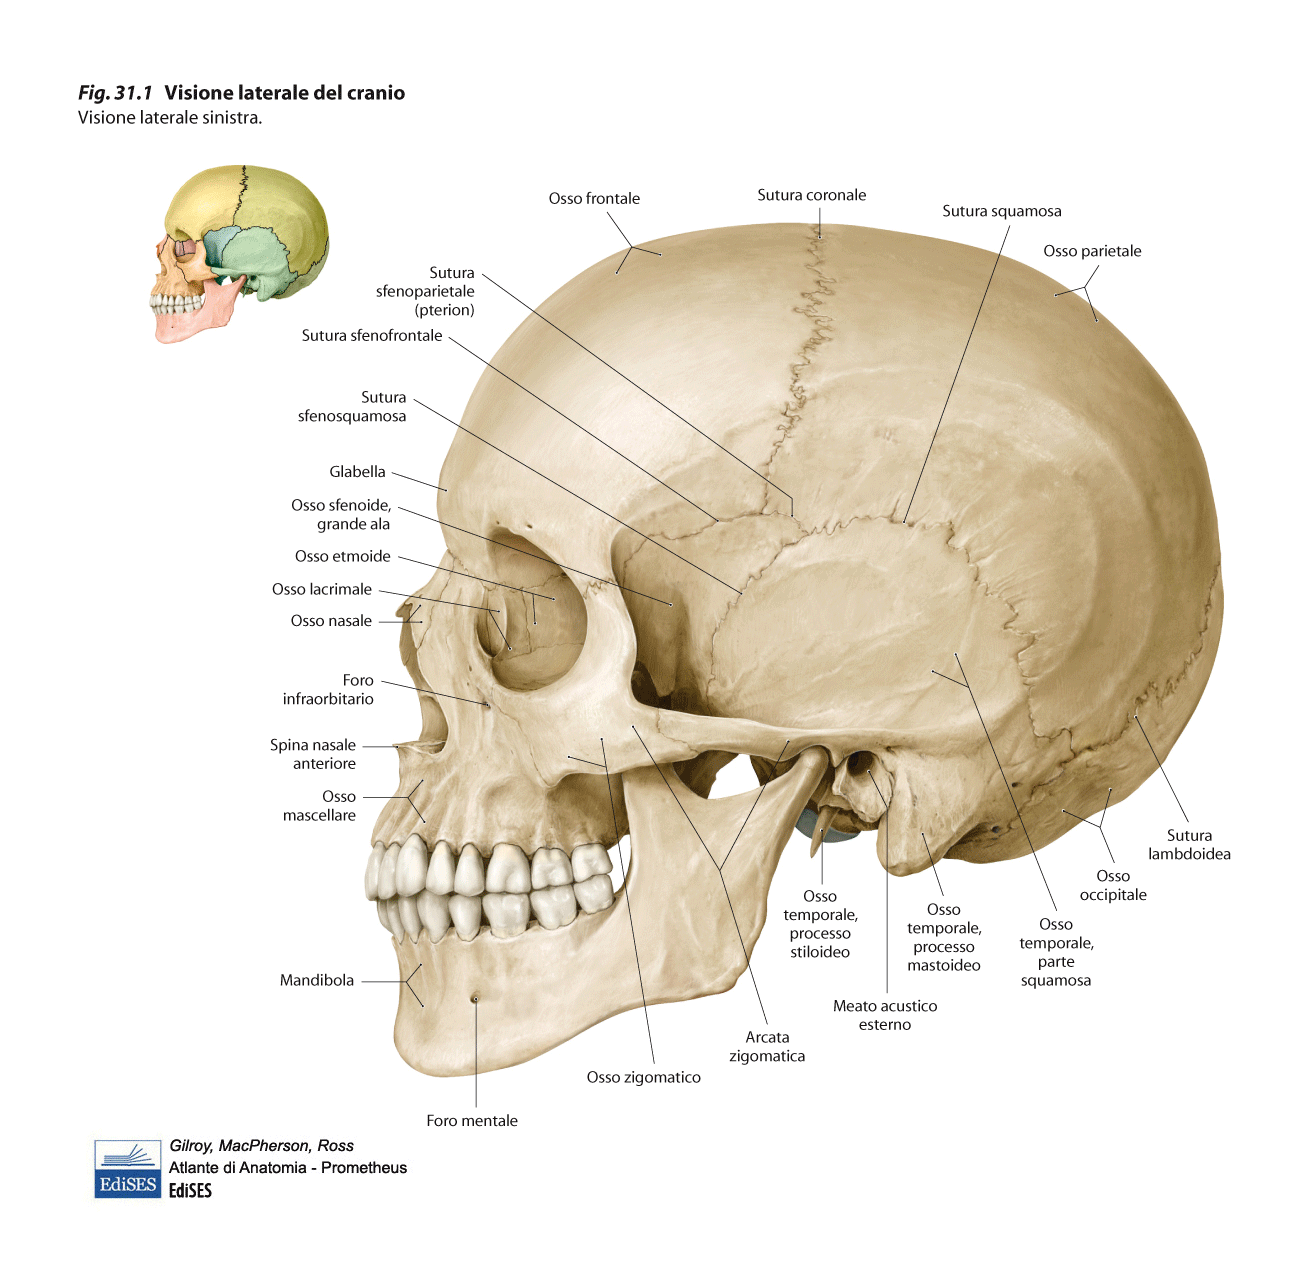 Fig. 31.1 Visione laterale del cranio
Visione laterale sinistra.
Osso frontale
Sutura coronale
Sutura squamosa
Osso parietale
Sutura
sfenoparietale
(pterion)
Sutura sfenofrontale
Sutura
sfenosquamosa
Glabella
Osso sfenoide,
grande ala
Osso etmoide
Osso lacrimale
Osso nasale
Foro
infraorbitario
Spina nasale
anteriore
Osso
mascellare
Sutura
lambdoidea
Osso
occipitale
Osso
temporale,
processo
stiloideo
Osso
temporale,
processo
mastoideo
Osso
temporale,
parte
squamosa
Mandibola
Meato acustico
esterno
Arcata
zigomatica
Osso zigomatico
Foro mentale
Gilroy, MacPherson, Ross
Atlante di Anatomia - Prometheus
EdiSES
EdiSES